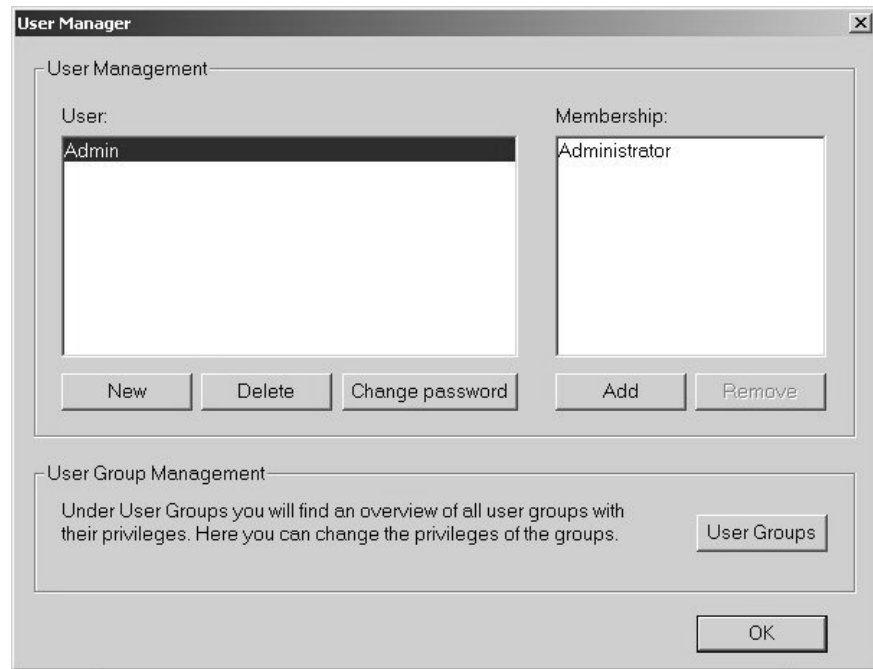 User Manager
User Management
User:
Membership:
Admin
Administrator
New
Delete
Change password
Add
Remove
User Group Management
Under User Groups you will find an overview of all user groups with
their privileges. Here you can change the privileges of the groups.
User Groups
OK